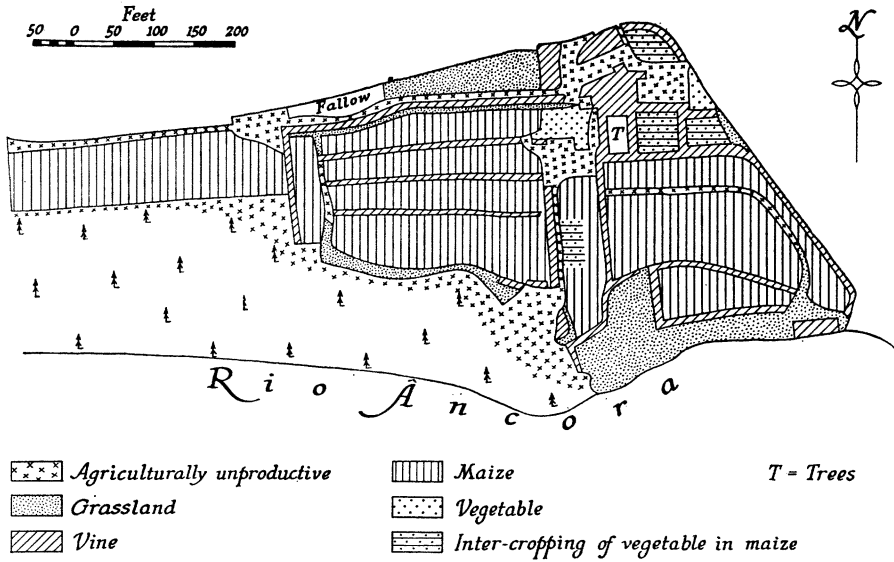 Feet
50 0 50 100 150 200
N
Fallow
T
Rio Âncora
Agriculturally unproductive
Maize
T = Trees
Grassland
Vegetable
Vine
Inter-cropping of vegetable in maize